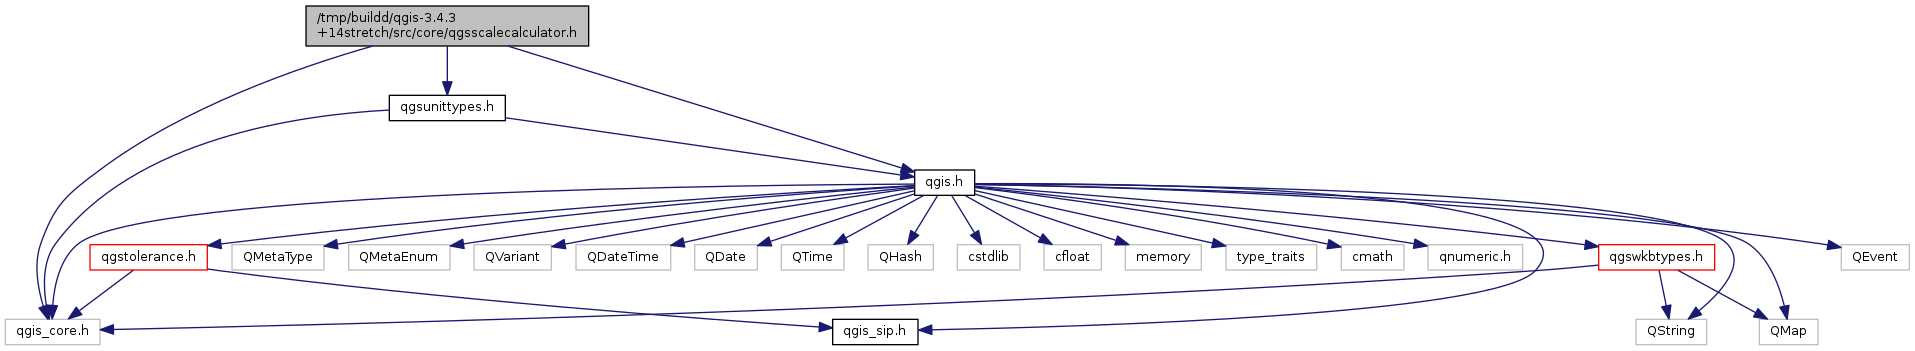 /tmp/buildd/qgis-3.4.3
+14stretch/src/core/qgsscalecalculator.h
qgsunittypes.h
qgis.h
qgstolerance.h
QMetaType
QMetaEnum
QVariant
QDateTime
QDate
QTime
QHash
cstdlib
cfloat
memory
type_traits
cmath
qnumeric.h
qgswkbtypes.h
QEvent
qgis_core.h
qgis_sip.h
QString
QMap